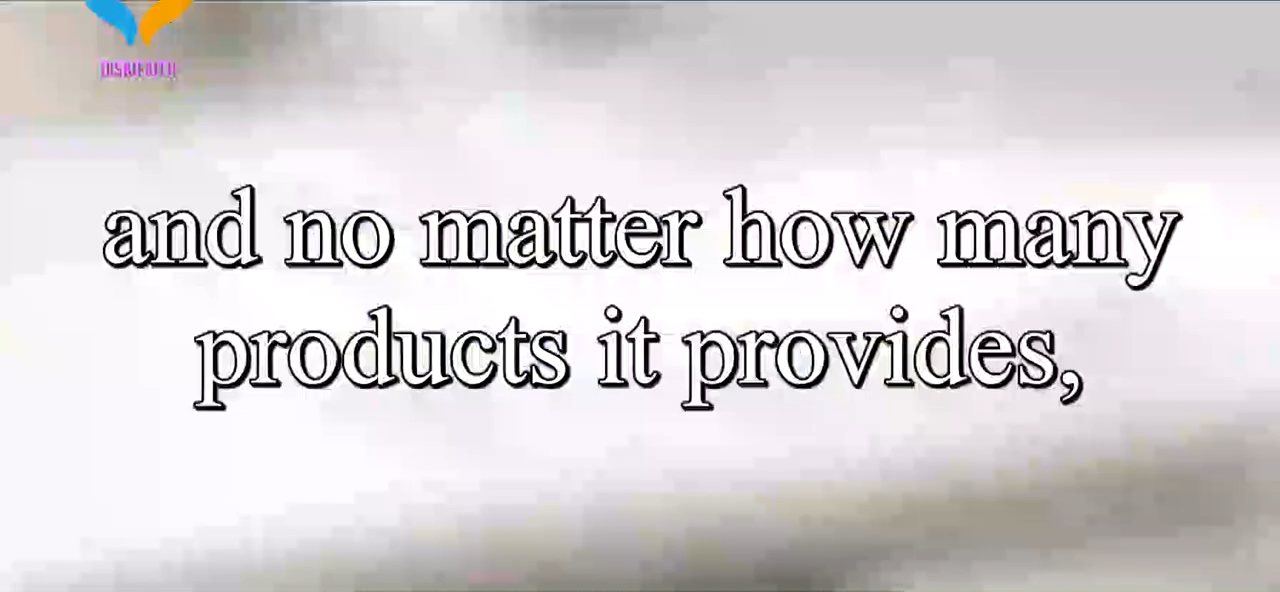 and no matter how many
products it provides,